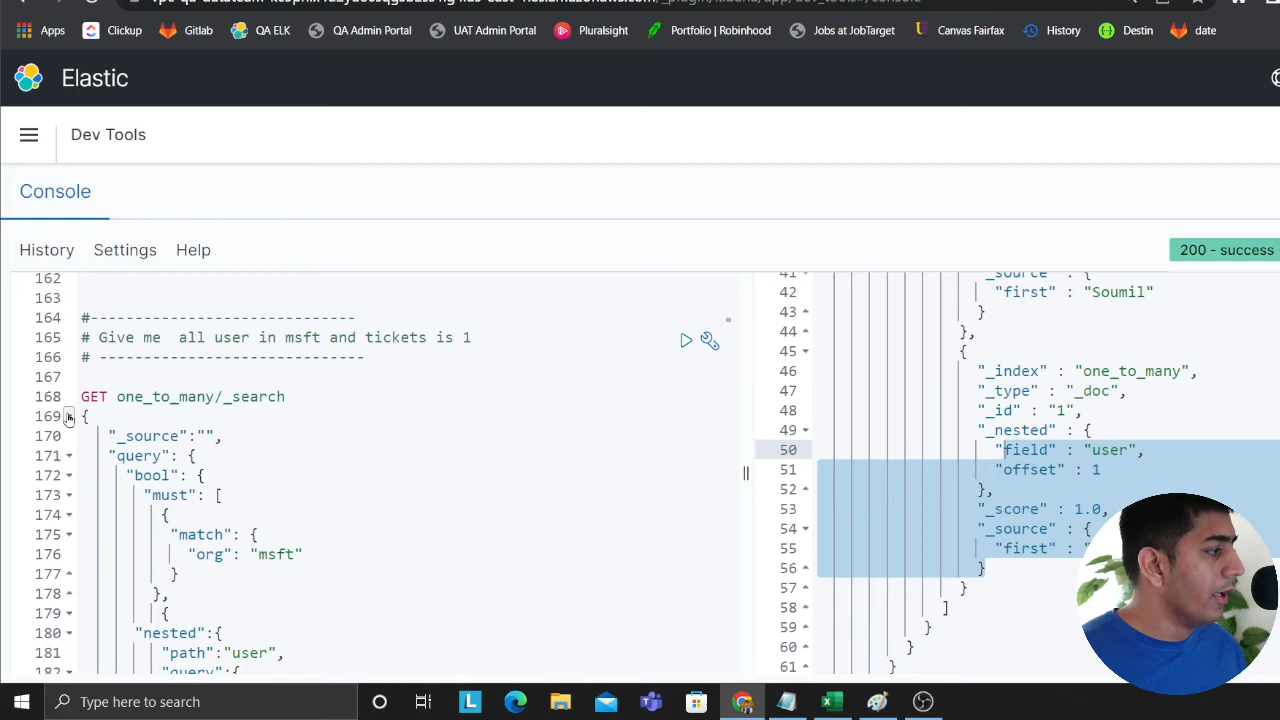 Apps Clickup Gitlab QA ELK QA Admin Portal UAT Admin Portal Pluralsight Portfolio | Robinhood Jobs at JobTarget Canvas Fairfax History Destin date
Elastic
Dev Tools
Console
History Settings Help
200 - success
162
163
164 #-----------------------------
165 # Give me  all user in msft and tickets is 1
166 # -----------------------------
167
168 GET one_to_many/_search
169 {
170 "_source":"",
171 "query": {
172 "bool": {
173 "must": [
174 {
175 "match": {
176 "org": "msft"
177 }
178 },
179 {
180 "nested":{
181 "path":"user",
182 "query":{
41 "_source" : {
42 "first" : "Soumil"
43 }
44 },
45 {
46 "_index" : "one_to_many",
47 "_type" : "_doc",
48 "_id" : "1",
49 "_nested" : {
50 "field" : "user",
51 "offset" : 1
52 },
53 "_score" : 1.0,
54 "_source" : {
55 "first" : "
56 }
57 }
58 ]
59 }
60 }
61 }
Type here to search